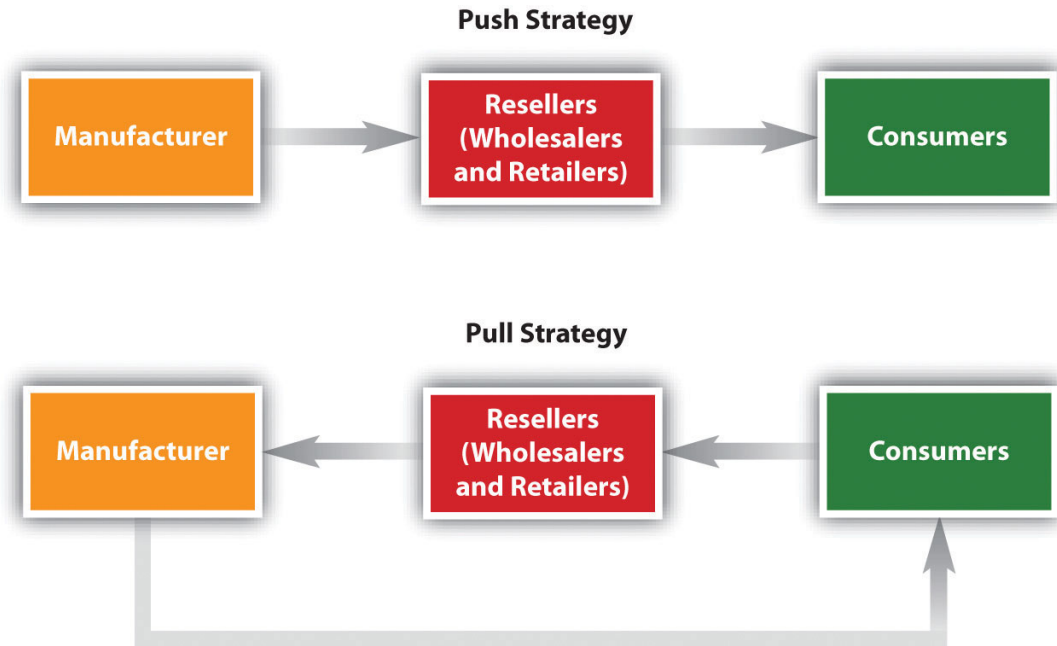 Push Strategy
Manufacturer
Resellers
(Wholesalers
and Retailers)
Consumers
Pull Strategy
Manufacturer
Resellers
(Wholesalers
and Retailers)
Consumers